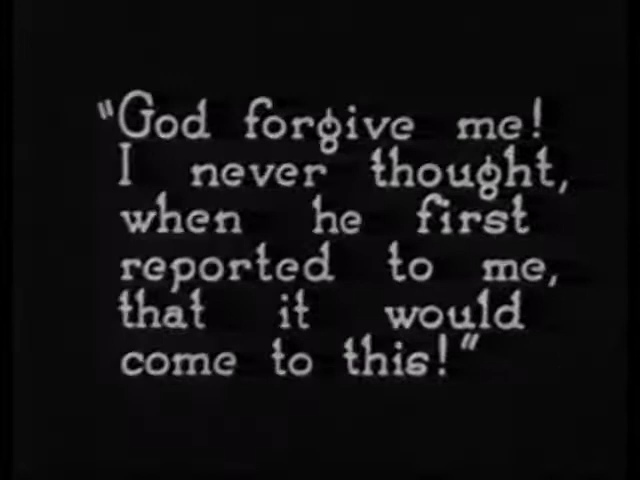 "God forgive me!
I never thought,
when he first
reported to me,
that it would
come to this!"